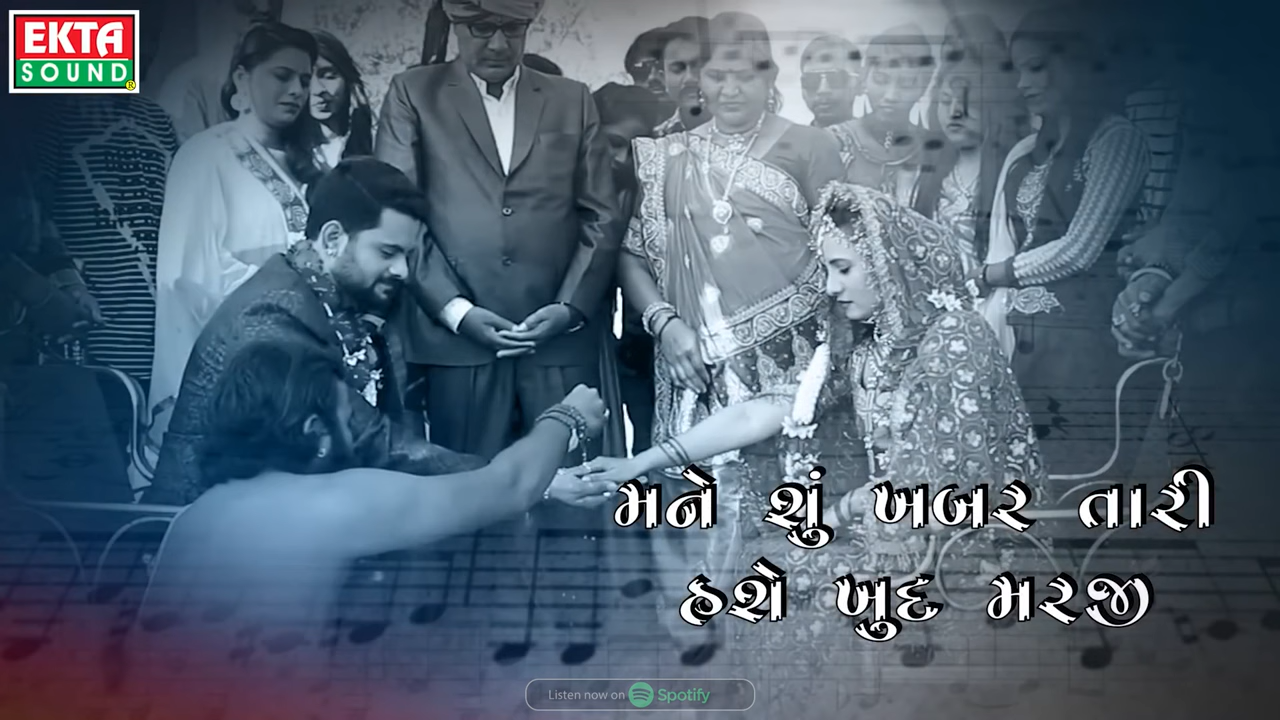 EKTA
SOUND
મને શું ખબર તારી
હશે ખુદ મરજી
Listen now on Spotify